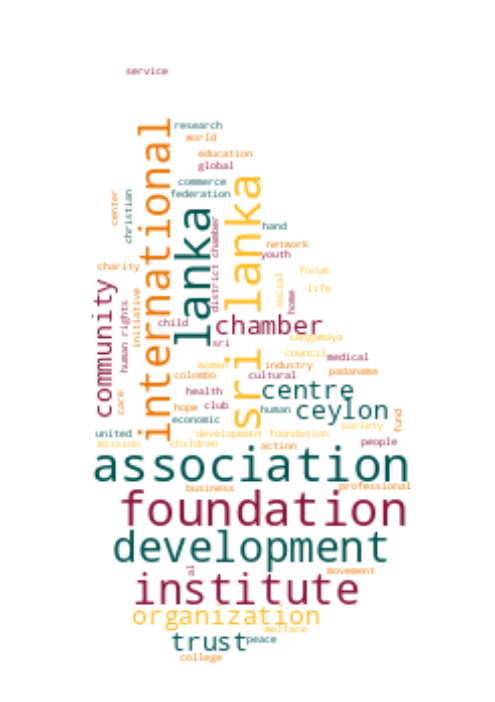 service
research
world
education
global
commerce
federation
international
lanka
sri lanka
center
christian
district chamber
hand
network
youth
charity
forum
life
social
home
community
human rights
initiative
child
chamber
sri
sangamaya
council
medical
women
industry
padanama
colombo
cultural
care
health
centre
hope
club
human
ceylon
fund
economic
society
united
development foundation
mission
children
action
people
association
business
professional
foundation
development
al
movement
institute
organization
welfare
trust
peace
college